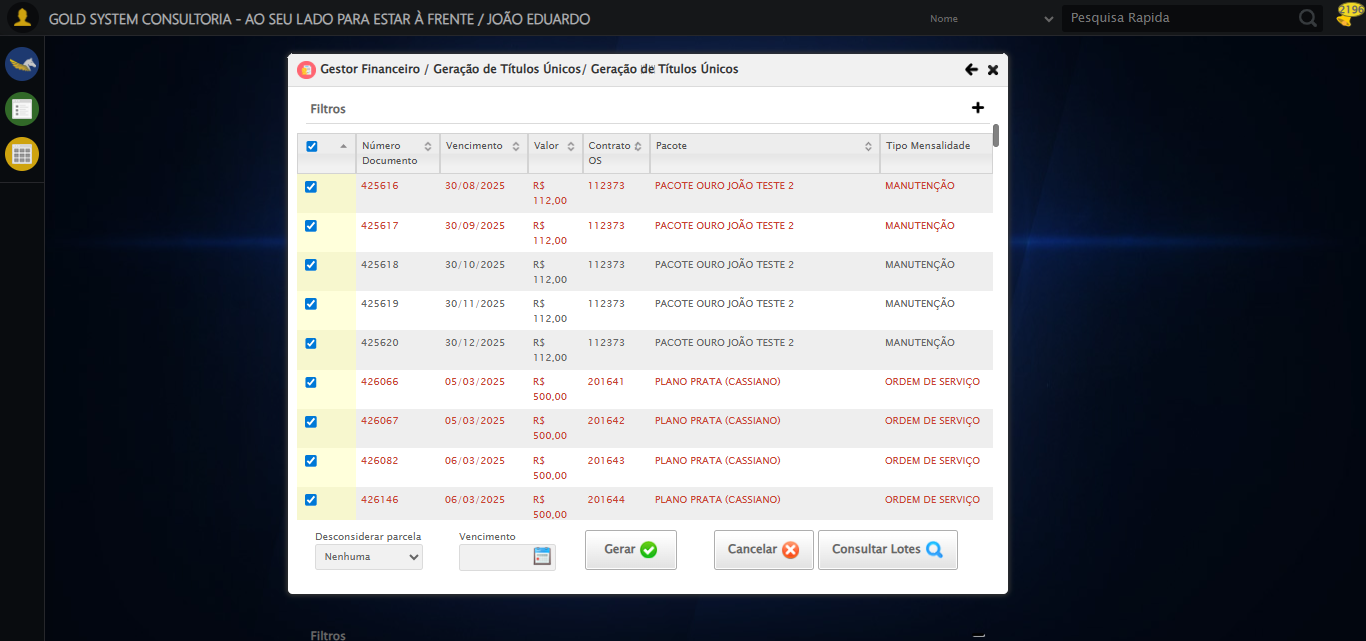 GOLD SYSTEM CONSULTORIA - AO SEU LADO PARA ESTAR À FRENTE / JOÃO EDUARDO
Nome
Pesquisa Rapida
2196
Gestor Financeiro / Geração de Títulos Únicos/ Geração de Títulos Únicos
Filtros
Número Documento Vencimento Valor Contrato OS Pacote Tipo Mensalidade
425616 30/08/2025 R$ 112,00 112373 PACOTE OURO JOÃO TESTE 2 MANUTENÇÃO
425617 30/09/2025 R$ 112,00 112373 PACOTE OURO JOÃO TESTE 2 MANUTENÇÃO
425618 30/10/2025 R$ 112,00 112373 PACOTE OURO JOÃO TESTE 2 MANUTENÇÃO
425619 30/11/2025 R$ 112,00 112373 PACOTE OURO JOÃO TESTE 2 MANUTENÇÃO
425620 30/12/2025 R$ 112,00 112373 PACOTE OURO JOÃO TESTE 2 MANUTENÇÃO
426066 05/03/2025 R$ 500,00 201641 PLANO PRATA (CASSIANO) ORDEM DE SERVIÇO
426067 05/03/2025 R$ 500,00 201642 PLANO PRATA (CASSIANO) ORDEM DE SERVIÇO
426082 06/03/2025 R$ 500,00 201643 PLANO PRATA (CASSIANO) ORDEM DE SERVIÇO
426146 06/03/2025 R$ 500,00 201644 PLANO PRATA (CASSIANO) ORDEM DE SERVIÇO
Desconsiderar parcela Vencimento
Nenhuma Gerar Cancelar Consultar Lotes
Filtros